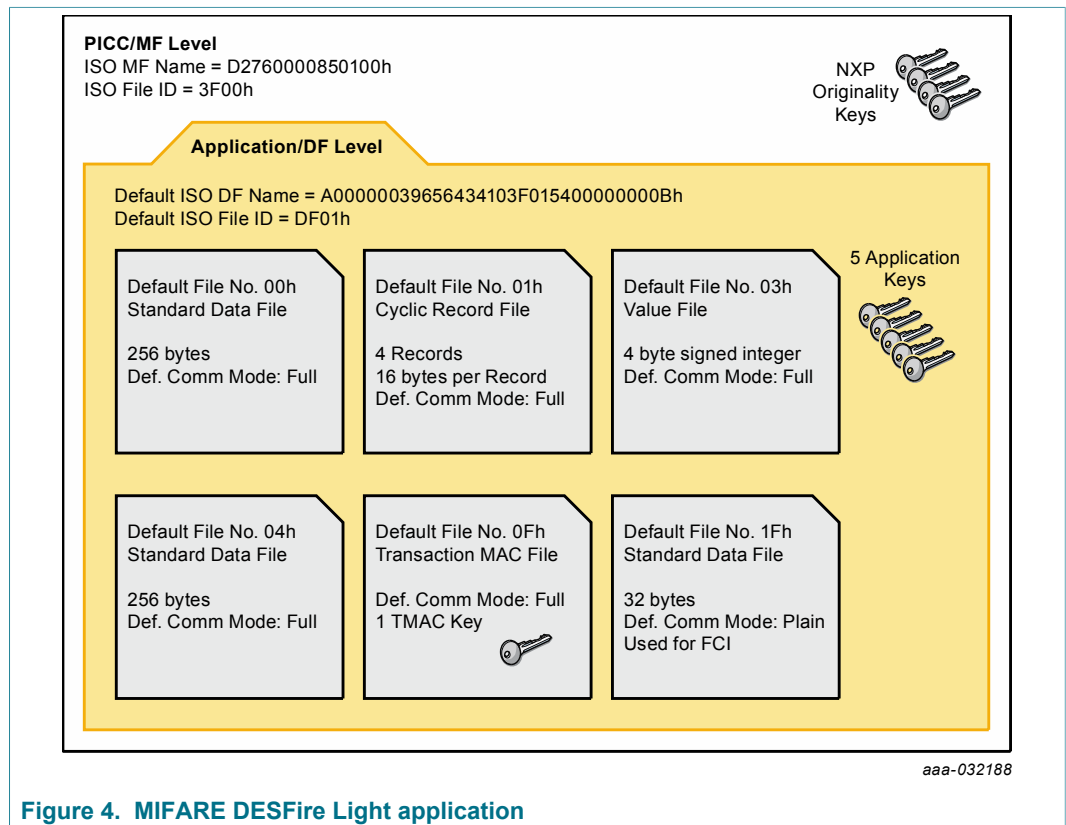 PICC/MF Level
ISO MF Name = D2760000850100h
ISO File ID = 3F00h
NXP
Originality
Keys
Application/DF Level
Default ISO DF Name = A00000039656434103F015400000000Bh
Default ISO File ID = DF01h
5 Application
Keys
Default File No. 00h
Standard Data File
256 bytes
Def. Comm Mode: Full
Default File No. 01h
Cyclic Record File
4 Records
16 bytes per Record
Def. Comm Mode: Full
Default File No. 03h
Value File
4 byte signed integer
Def. Comm Mode: Full
Default File No. 04h
Standard Data File
256 bytes
Def. Comm Mode: Full
Default File No. 0Fh
Transaction MAC File
Def. Comm Mode: Full
1 TMAC Key
Default File No. 1Fh
Standard Data File
32 bytes
Def. Comm Mode: Plain
Used for FCI
aaa-032188
Figure 4. MIFARE DESFire Light application